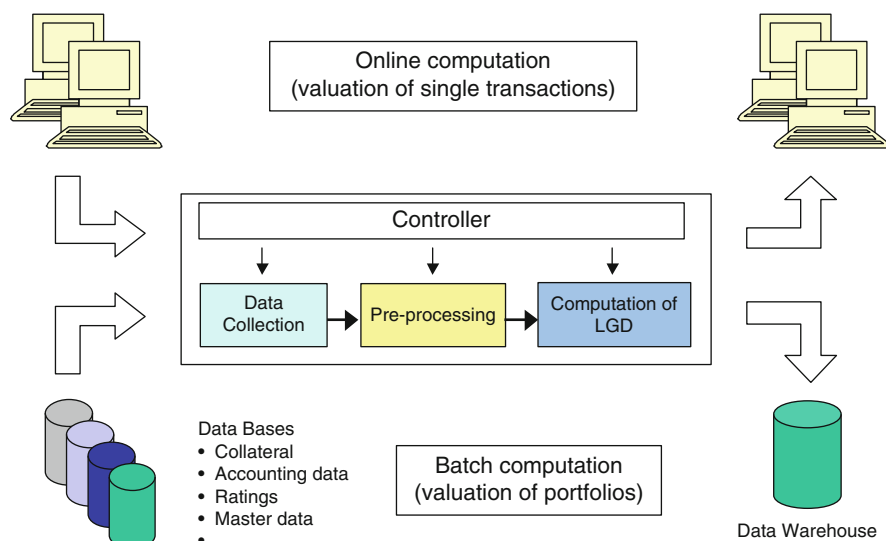 Online computation
(valuation of single transactions)
Controller
Data
Collection
Pre-processing
Computation of
LGD
Data Bases
• Collateral
• Accounting data
• Ratings
• Master data
•
Batch computation
(valuation of portfolios)
Data Warehouse